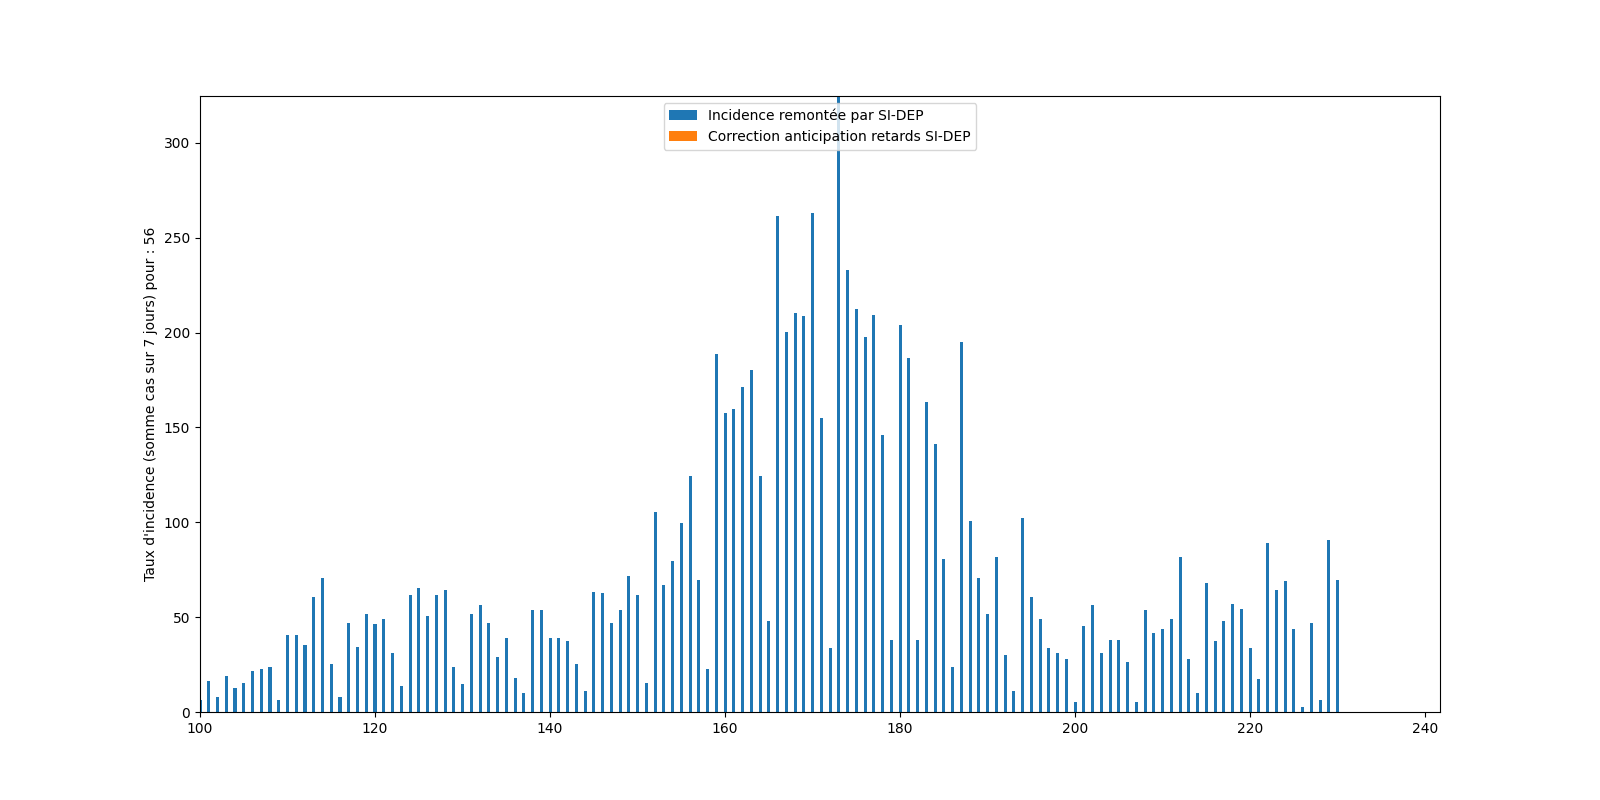 Incidence remontée par SI-DEP
Correction anticipation retards SI-DEP
Taux d'incidence (somme cas sur 7 jours) pour : 56
300
250
200
150
100
50
0
100 120 140 160 180 200 220 240